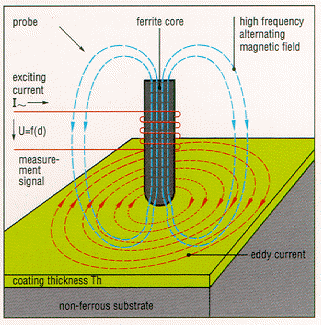 probe
ferrite core
high frequency
alternating
magnetic field
exciting
current
I~
U=f(d)
measure-
ment
signal
eddy current
coating thickness Th
non-ferrous substrate